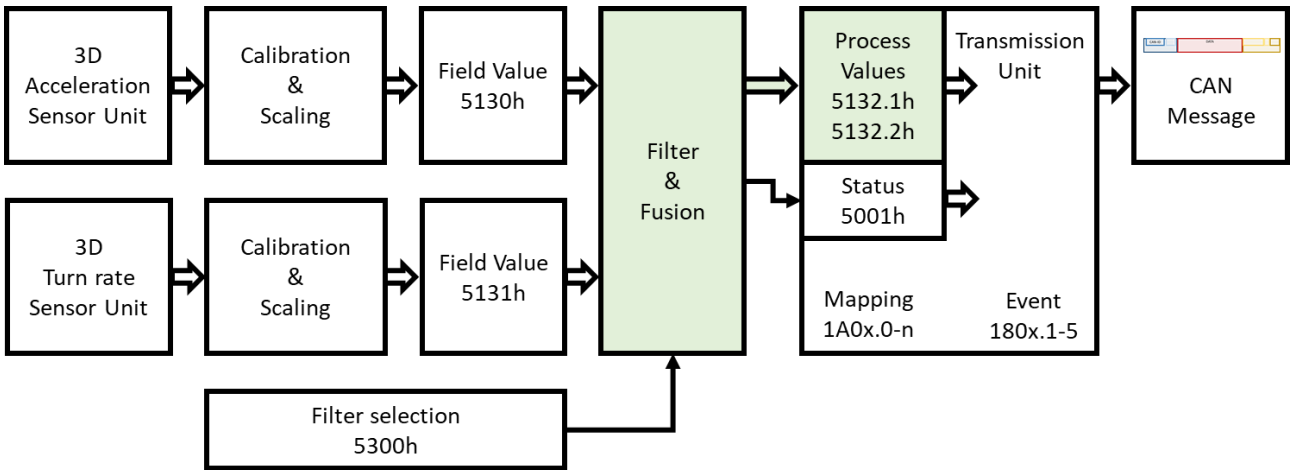 3D
Acceleration
Sensor Unit
Calibration
&
Scaling
Field Value
5130h
Filter
&
Fusion
Process
Values
5132.1h
5132.2h
Transmission
Unit
CAN
Message
Status
5001h
3D
Turn rate
Sensor Unit
Calibration
&
Scaling
Field Value
5131h
Mapping
1A0x.0-n
Event
180x.1-5
Filter selection
5300h